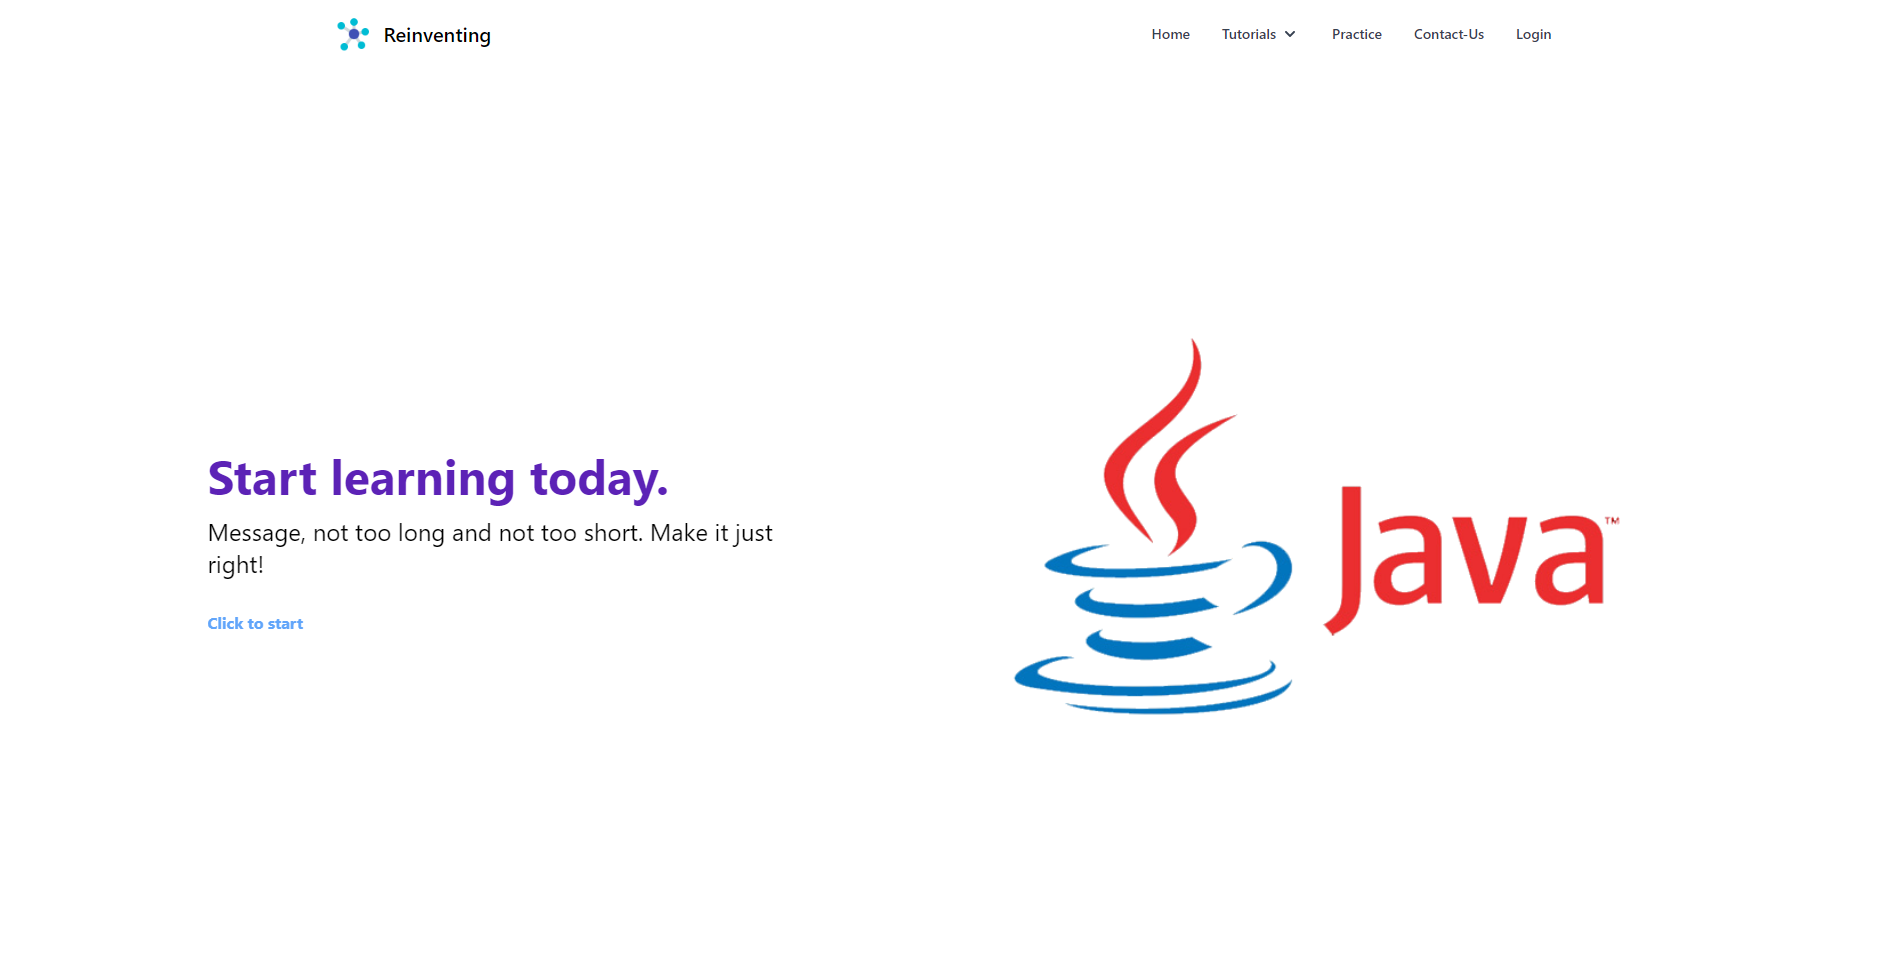 Reinventing
Home Tutorials Practice Contact-Us Login
Start learning today.
Message, not too long and not too short. Make it just
right!
Click to start
Java™